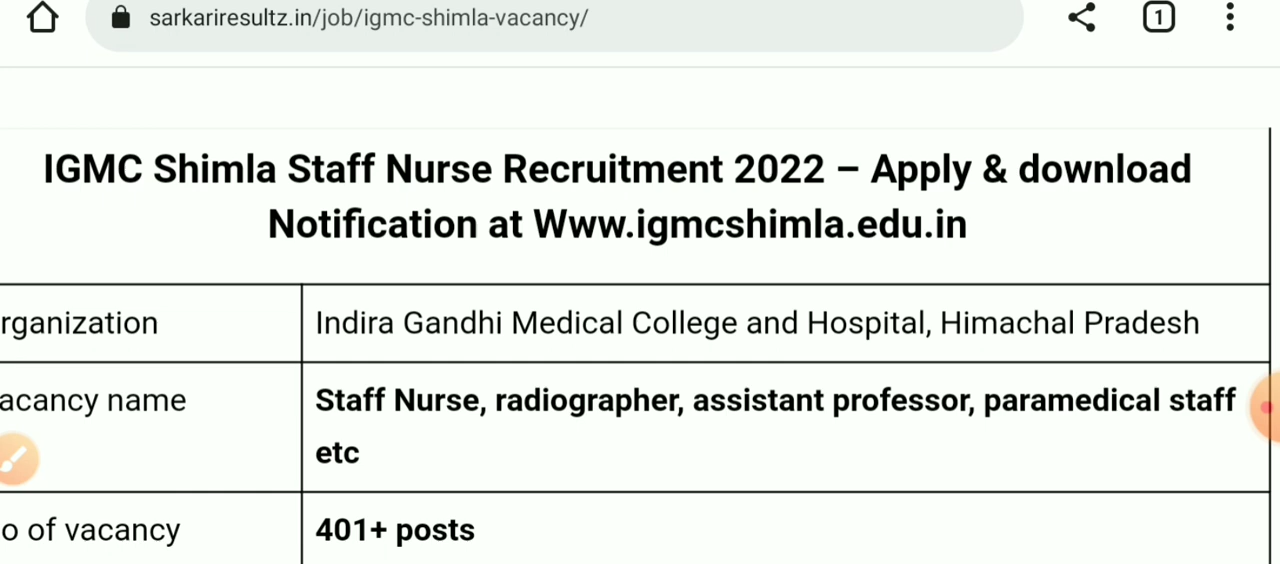 sarkariresultz.in/job/igmc-shimla-vacancy/
1
IGMC Shimla Staff Nurse Recruitment 2022 – Apply & download
Notification at Www.igmcshimla.edu.in
rganization
Indira Gandhi Medical College and Hospital, Himachal Pradesh
acancy name
Staff Nurse, radiographer, assistant professor, paramedical staff
etc
o of vacancy
401+ posts